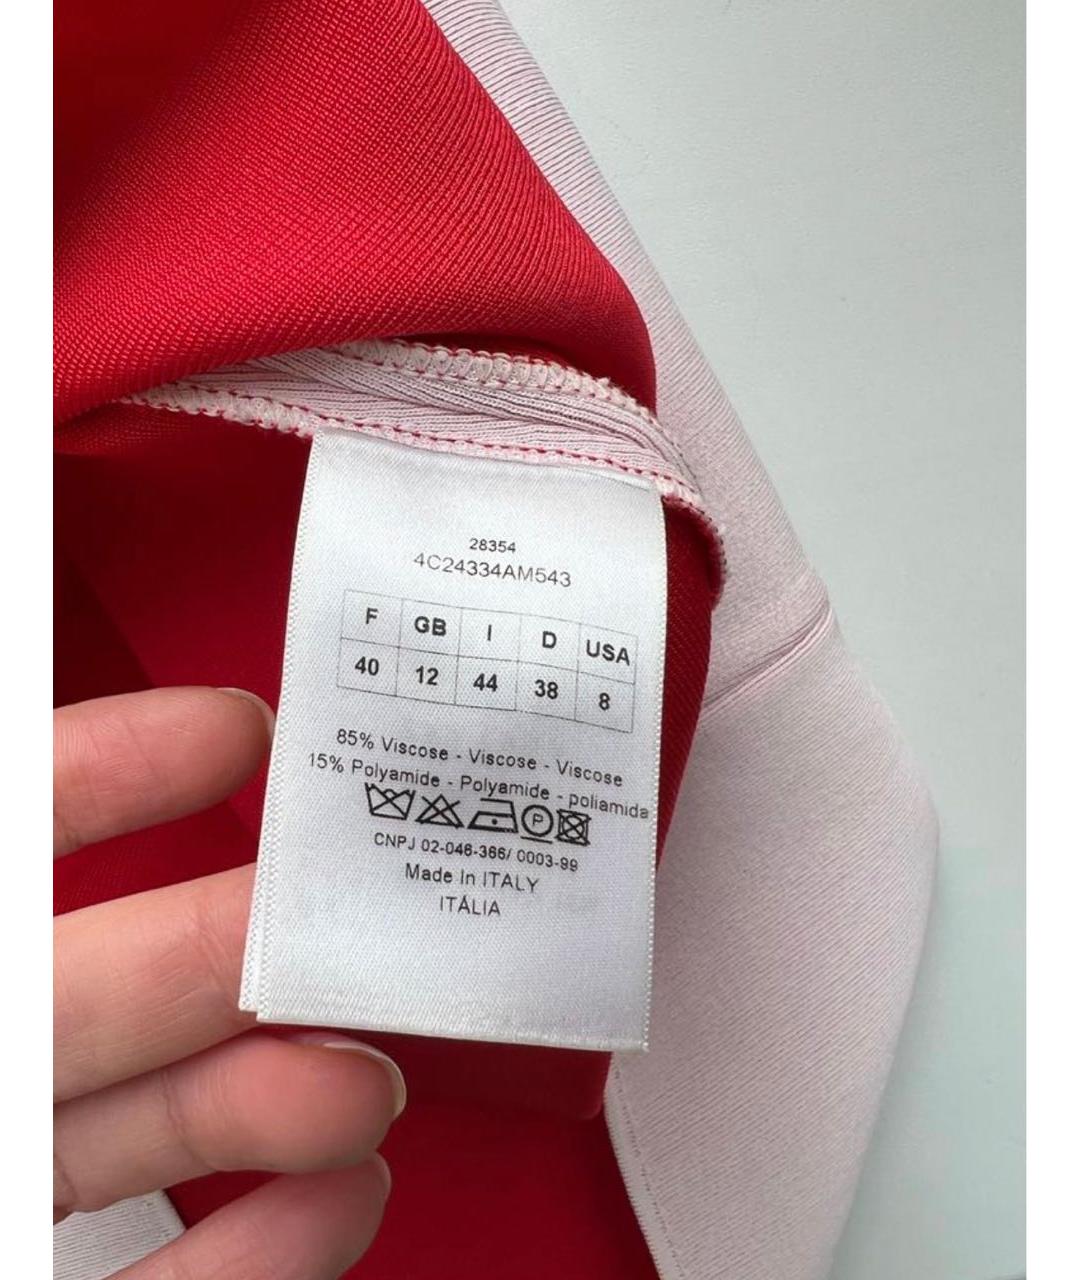 28354
4C24334AM543
F GB I D USA
40 12 44 38 8
85% Viscose - Viscose - Viscose
15% Polyamide - Polyamide - poliamida
P
CNPJ 02-046-366/ 0003-99
Made In ITALY
ITÁLIA